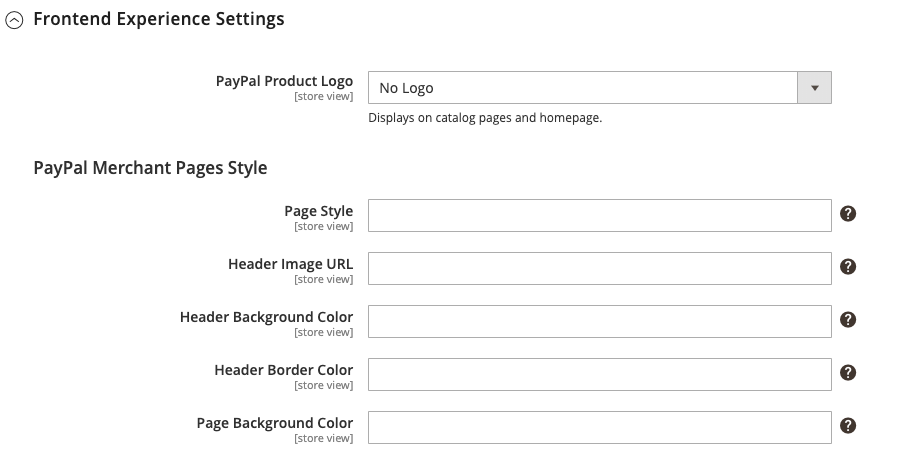 Frontend Experience Settings
PayPal Product Logo
[store view]
No Logo
Displays on catalog pages and homepage.
PayPal Merchant Pages Style
Page Style
[store view]
Header Image URL
[store view]
Header Background Color
[store view]
Header Border Color
[store view]
Page Background Color
[store view]